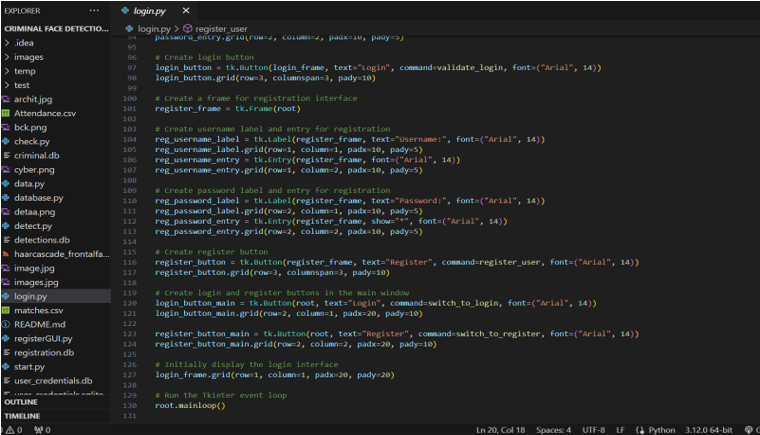 EXPLORER
CRIMINAL FACE DETECTIO...
.idea
images
temp
test
archit.jpg
Attendance.csv
bck.png
check.py
criminal.db
cyber.png
data.py
database.py
detaa.png
detect.py
detections.db
haarcascade_frontalfa...
image.jpg
images.jpg
login.py
matches.csv
README.md
registerGUI.py
registration.db
start.py
user_credentials.db
OUTLINE
TIMELINE
login.py
login.py > register_user
94 password_entry.grid(row=2, column=2, padx=10, pady=5)
95
96 # Create login button
97 login_button = tk.Button(login_frame, text="Login", command=validate_login, font=("Arial", 14))
98 login_button.grid(row=3, columnspan=3, pady=10)
99
100 # Create a frame for registration interface
101 register_frame = tk.Frame(root)
102
103 # Create username label and entry for registration
104 reg_username_label = tk.Label(register_frame, text="Username:", font=("Arial", 14))
105 reg_username_label.grid(row=1, column=1, padx=10, pady=5)
106 reg_username_entry = tk.Entry(register_frame, font=("Arial", 14))
107 reg_username_entry.grid(row=1, column=2, padx=10, pady=5)
108
109 # Create password label and entry for registration
110 reg_password_label = tk.Label(register_frame, text="Password:", font=("Arial", 14))
111 reg_password_label.grid(row=2, column=1, padx=10, pady=5)
112 reg_password_entry = tk.Entry(register_frame, show="*", font=("Arial", 14))
113 reg_password_entry.grid(row=2, column=2, padx=10, pady=5)
114
115 # Create register button
116 register_button = tk.Button(register_frame, text="Register", command=register_user, font=("Arial", 14))
117 register_button.grid(row=3, columnspan=3, pady=10)
118
119 # Create login and register buttons in the main window
120 login_button_main = tk.Button(root, text="Login", command=switch_to_login, font=("Arial", 14))
121 login_button_main.grid(row=2, column=1, padx=20, pady=10)
122
123 register_button_main = tk.Button(root, text="Register", command=switch_to_register, font=("Arial", 14))
124 register_button_main.grid(row=2, column=2, padx=20, pady=10)
125
126 # Initially display the login interface
127 login_frame.grid(row=1, column=1, padx=20, pady=20)
128
129 # Run the Tkinter event loop
130 root.mainloop()
131
0 0 Ln 20, Col 18 Spaces: 4 UTF-8 LF Python 3.12.0 64-bit